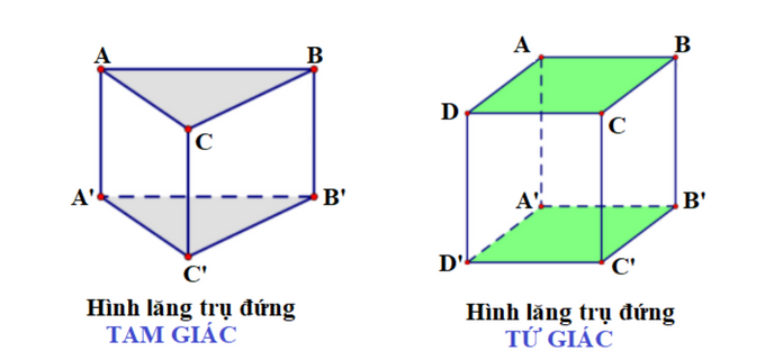 A
B
C
A'
B'
C'
Hình lăng trụ đứng
TAM GIÁC
A
B
D
C
A'
B'
D'
C'
Hình lăng trụ đứng
TỨ GIÁC